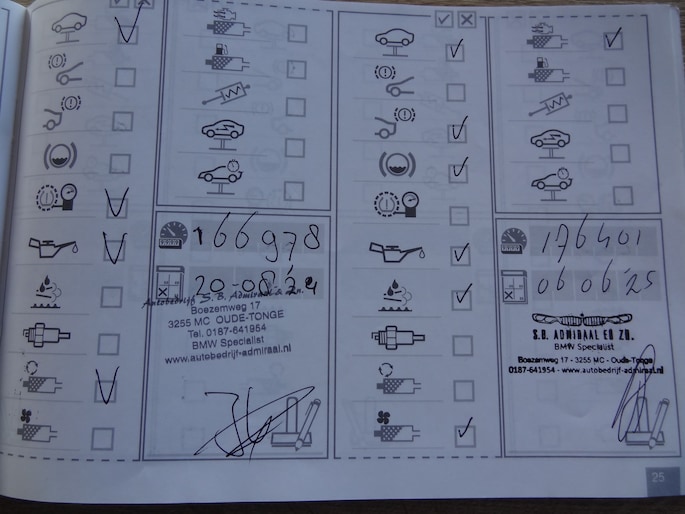 166978
20-08-24
Autobedrijf S. B. Admiraal & Zn.
Boezemweg 17
3255 MC OUDE-TONGE
Tel. 0187-641954
BMW Specialist
www.autobedrijf-admiraal.nl
176401
06 06 '25
S.B. ADMIRAAL EN ZN.
BMW Specialist
Boezemweg 17 - 3255 MC - Oude-Tonge
0187-641954 - www.autobedrijf-admiraal.nl
25